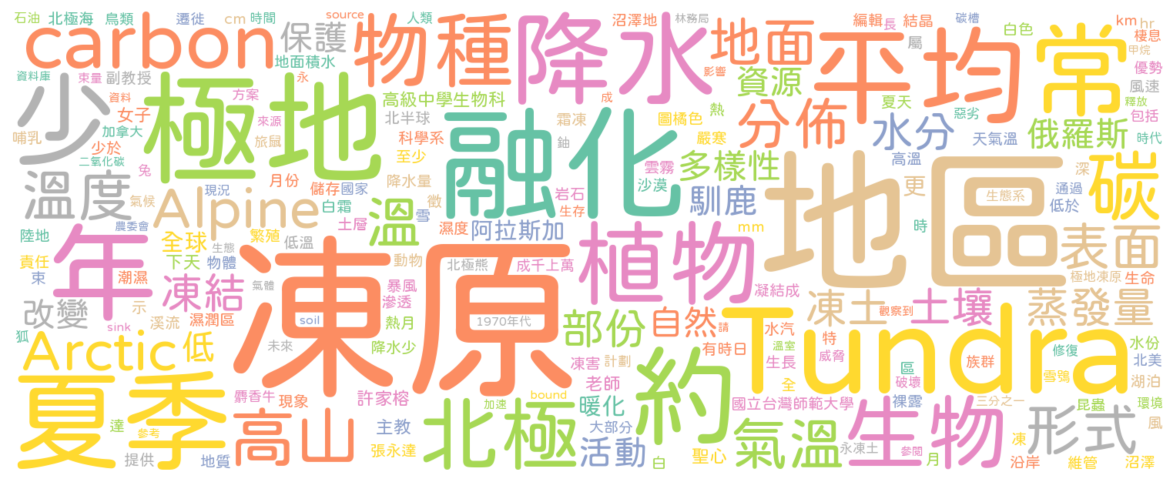 石油 北極海 鳥類 遷徙 cm 時間 source 人類 沼澤地 林務局 編輯 長 結晶 碳槽 km hr
carbon 保護 物種 降水 地面 平均 常 白色 甲烷 棲息
地面積水 屬 優勢
資料庫 束量 副教授 永 影響 資源 風速
少 極地 方案 高級中學生物科 成 熱 夏天 惡劣 釋放
資料 女子 來源 北半球 霜凍 圖橘色 分佈 水分 包括
哺乳 加拿大 旅鼠 科學系 鈾 嚴寒 天氣溫 俄羅斯 時代
少於 至少 融化 多樣性
二氧化碳 兔 月份 雲霧 沙漠 高溫 深 碳
溫度 現況 儲存 國家 降水量 岩石 地區 生態系 通過
氣候 Alpine 白霜 溫 徵 雪 生存 馴鹿 更 低於
農委會 土層 濕度 阿拉斯加 mm 時 表面
陸地 年 全球 生態 繁殖 低溫 植物
責任 下天 物體 動物 北極熊 成千上萬 極地凍原 生命
束 潮濕 氣體 暴風 凝結成 凍土 土壤 蒸發量
改變 凍結 凍原 滲透
示 溪流 濕潤區 soil 熱月 1970年代 部份 自然 Tundra 觀察到
狐 sink 請 水汽 特 水份
Arctic 低 未來 降水少 有時日 生長 威脅 族群 修復 北美
凍害 計劃 溫室 區 雪鴞 湖泊
夏季 麝香牛 現象 許家榕 加速 bound 老師 約 破壞 全
高山 主教 北極 暖化 國立台灣師範大學 裸露 三分之一 昆蟲 環境
達 參考 大部分 生物 形式 風
提供 地質 張永達 白 活動 聖心 氣溫 永凍土 參閱 月 凍 沿岸 維管 沼澤